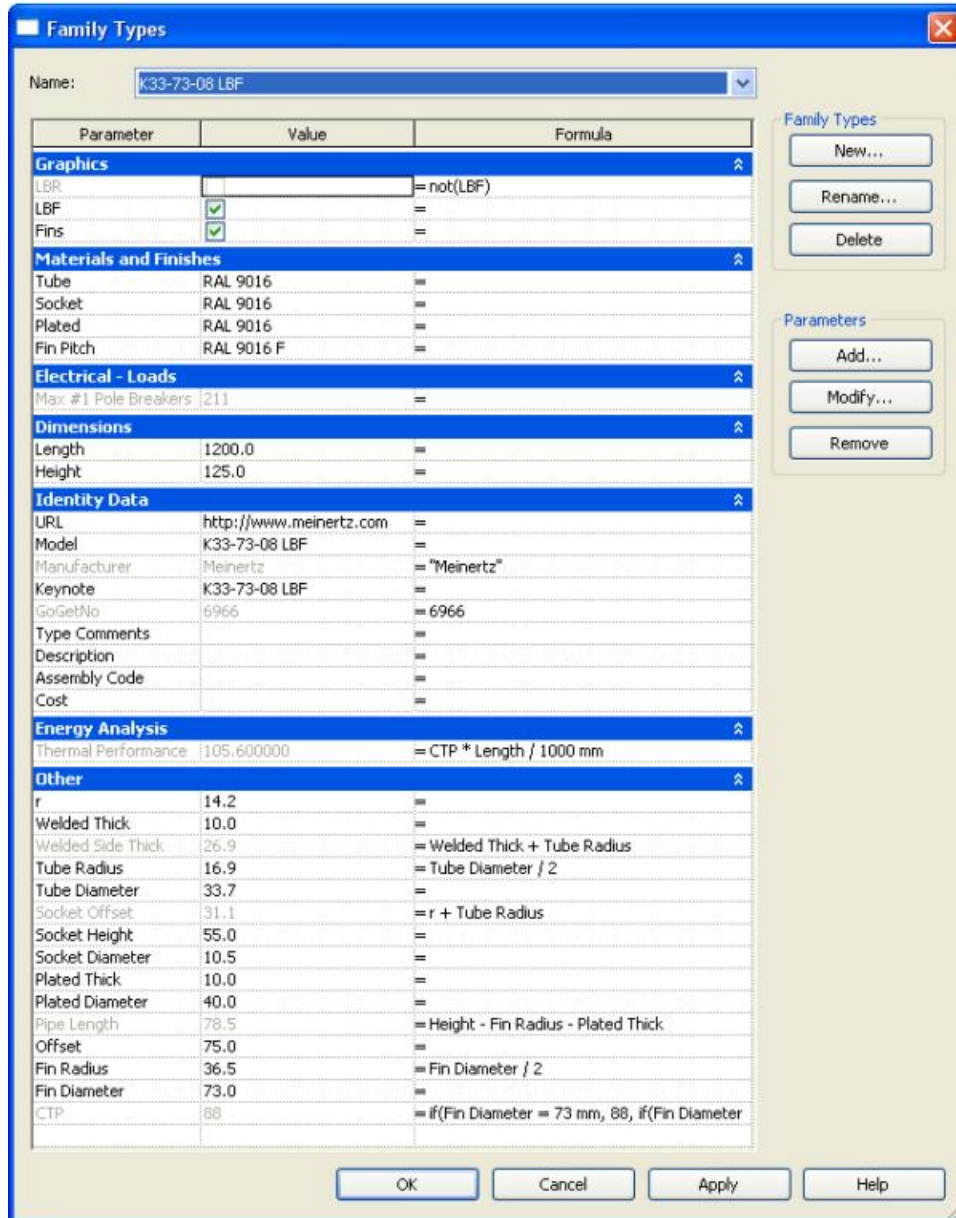 Family Types
Name: K33-73-08 LBF
Parameter Value Formula
Graphics
LBR = not(LBF)
LBF =
Fins =
Materials and Finishes
Tube RAL 9016 =
Socket RAL 9016 =
Plated RAL 9016 =
Fin Pitch RAL 9016 F =
Electrical - Loads
Max #1 Pole Breakers 211 =
Dimensions
Length 1200.0 =
Height 125.0 =
Identity Data
URL http://www.meinertz.com =
Model K33-73-08 LBF =
Manufacturer Meinertz = "Meinertz"
Keynote K33-73-08 LBF =
GoGetNo 6966 = 6966
Type Comments =
Description =
Assembly Code =
Cost =
Energy Analysis
Thermal Performance 105.600000 = CTP * Length / 1000 mm
Other
r 14.2 =
Welded Thick 10.0 =
Welded Side Thick 26.9 = Welded Thick + Tube Radius
Tube Radius 16.9 = Tube Diameter / 2
Tube Diameter 33.7 =
Socket Offset 31.1 = r + Tube Radius
Socket Height 55.0 =
Socket Diameter 10.5 =
Plated Thick 10.0 =
Plated Diameter 40.0 =
Pipe Length 78.5 = Height - Fin Radius - Plated Thick
Offset 75.0 =
Fin Radius 36.5 = Fin Diameter / 2
Fin Diameter 73.0 =
CTP 88 = if(Fin Diameter = 73 mm, 88, if(Fin Diameter
Family Types
New...
Rename...
Delete
Parameters
Add...
Modify...
Remove
OK Cancel Apply Help